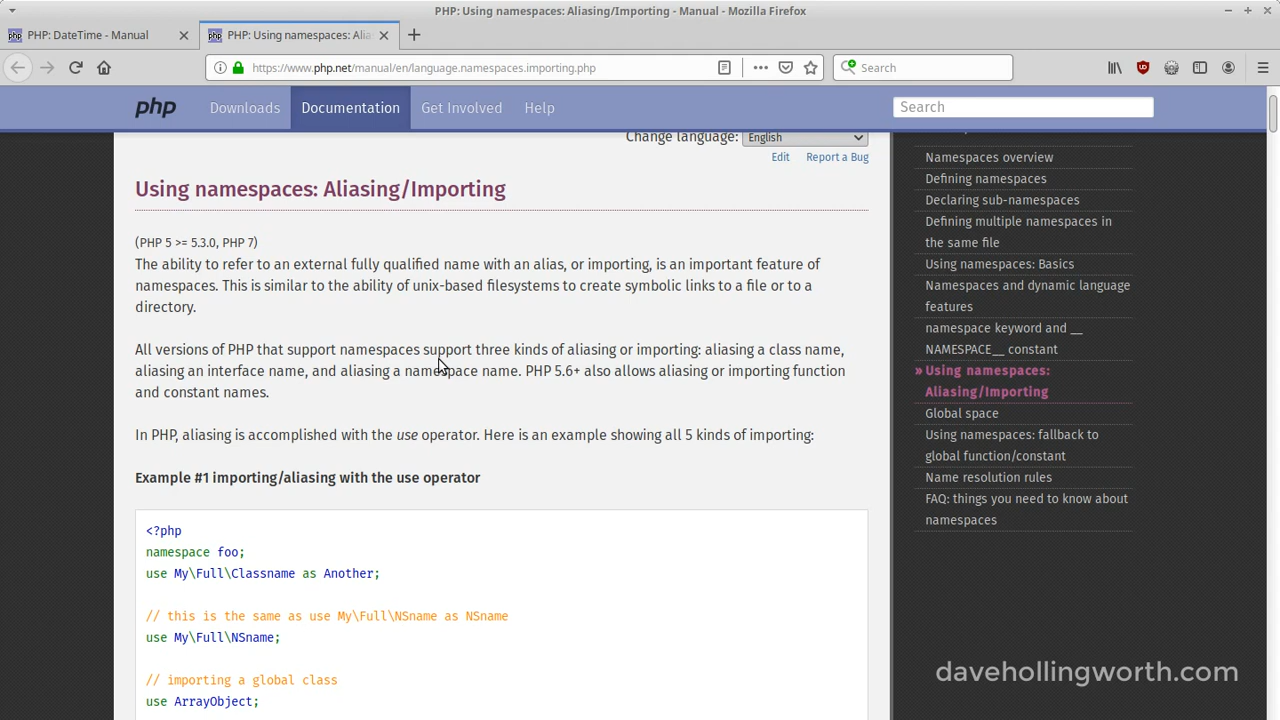 PHP: Using namespaces: Aliasing/Importing - Manual - Mozilla Firefox
PHP: DateTime - Manual
PHP: Using namespaces: Alia
https://www.php.net/manual/en/language.namespaces.importing.php
Search
php
Downloads
Documentation
Get Involved
Help
Search
Change language: English
Edit
Report a Bug
Using namespaces: Aliasing/Importing
(PHP 5 >= 5.3.0, PHP 7)
The ability to refer to an external fully qualified name with an alias, or importing, is an important feature of
namespaces. This is similar to the ability of unix-based filesystems to create symbolic links to a file or to a
directory.
All versions of PHP that support namespaces support three kinds of aliasing or importing: aliasing a class name,
aliasing an interface name, and aliasing a namespace name. PHP 5.6+ also allows aliasing or importing function
and constant names.
In PHP, aliasing is accomplished with the use operator. Here is an example showing all 5 kinds of importing:
Example #1 importing/aliasing with the use operator
<?php
namespace foo;
use My\Full\Classname as Another;
// this is the same as use My\Full\NSname as NSname
use My\Full\NSname;
// importing a global class
use ArrayObject;
Namespaces overview
Defining namespaces
Declaring sub-namespaces
Defining multiple namespaces in
the same file
Using namespaces: Basics
Namespaces and dynamic language
features
namespace keyword and __
NAMESPACE__ constant
» Using namespaces:
Aliasing/Importing
Global space
Using namespaces: fallback to
global function/constant
Name resolution rules
FAQ: things you need to know about
namespaces
davehollingworth.com